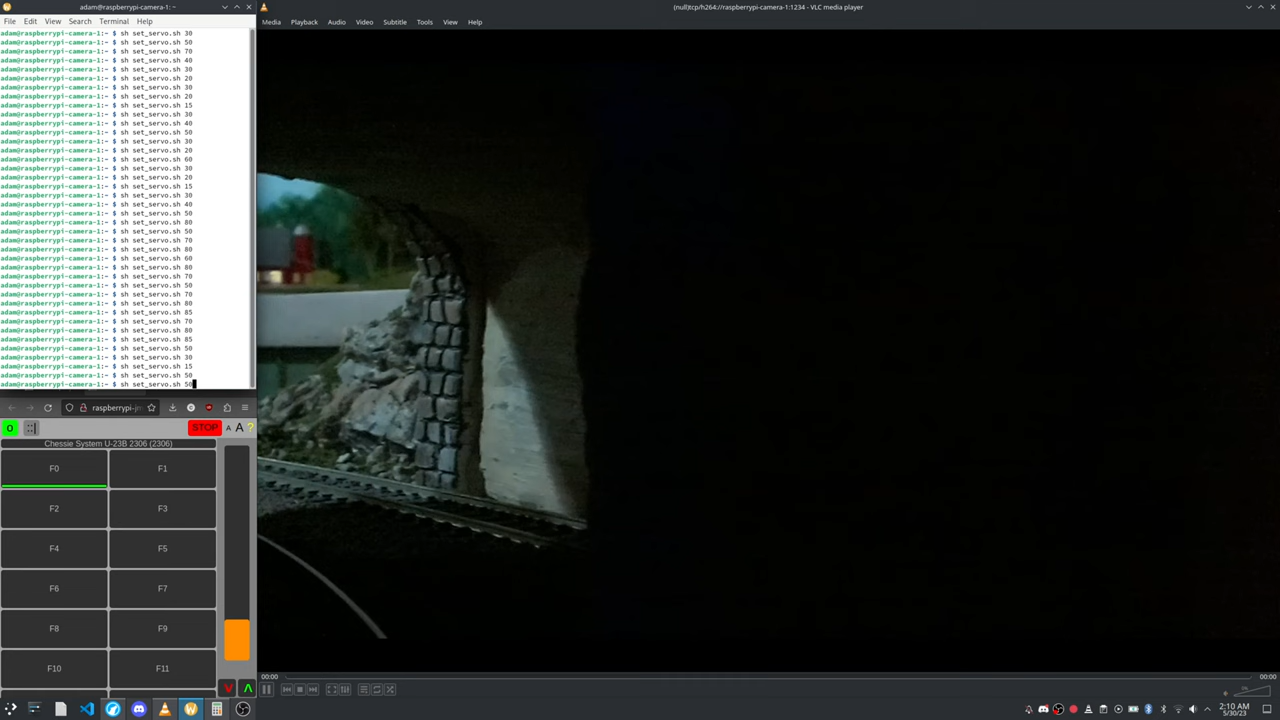 adam@raspberrypi-camera-1: ~
File Edit View Search Terminal Help
adam@raspberrypi-camera-1:~ $ sh set_servo.sh 30
adam@raspberrypi-camera-1:~ $ sh set_servo.sh 50
adam@raspberrypi-camera-1:~ $ sh set_servo.sh 70
adam@raspberrypi-camera-1:~ $ sh set_servo.sh 40
adam@raspberrypi-camera-1:~ $ sh set_servo.sh 30
adam@raspberrypi-camera-1:~ $ sh set_servo.sh 20
adam@raspberrypi-camera-1:~ $ sh set_servo.sh 30
adam@raspberrypi-camera-1:~ $ sh set_servo.sh 20
adam@raspberrypi-camera-1:~ $ sh set_servo.sh 15
adam@raspberrypi-camera-1:~ $ sh set_servo.sh 30
adam@raspberrypi-camera-1:~ $ sh set_servo.sh 40
adam@raspberrypi-camera-1:~ $ sh set_servo.sh 50
adam@raspberrypi-camera-1:~ $ sh set_servo.sh 30
adam@raspberrypi-camera-1:~ $ sh set_servo.sh 20
adam@raspberrypi-camera-1:~ $ sh set_servo.sh 60
adam@raspberrypi-camera-1:~ $ sh set_servo.sh 30
adam@raspberrypi-camera-1:~ $ sh set_servo.sh 20
adam@raspberrypi-camera-1:~ $ sh set_servo.sh 15
adam@raspberrypi-camera-1:~ $ sh set_servo.sh 30
adam@raspberrypi-camera-1:~ $ sh set_servo.sh 40
adam@raspberrypi-camera-1:~ $ sh set_servo.sh 50
adam@raspberrypi-camera-1:~ $ sh set_servo.sh 80
adam@raspberrypi-camera-1:~ $ sh set_servo.sh 50
adam@raspberrypi-camera-1:~ $ sh set_servo.sh 70
adam@raspberrypi-camera-1:~ $ sh set_servo.sh 80
adam@raspberrypi-camera-1:~ $ sh set_servo.sh 60
adam@raspberrypi-camera-1:~ $ sh set_servo.sh 80
adam@raspberrypi-camera-1:~ $ sh set_servo.sh 70
adam@raspberrypi-camera-1:~ $ sh set_servo.sh 50
adam@raspberrypi-camera-1:~ $ sh set_servo.sh 70
adam@raspberrypi-camera-1:~ $ sh set_servo.sh 80
adam@raspberrypi-camera-1:~ $ sh set_servo.sh 85
adam@raspberrypi-camera-1:~ $ sh set_servo.sh 70
adam@raspberrypi-camera-1:~ $ sh set_servo.sh 80
adam@raspberrypi-camera-1:~ $ sh set_servo.sh 85
adam@raspberrypi-camera-1:~ $ sh set_servo.sh 50
adam@raspberrypi-camera-1:~ $ sh set_servo.sh 30
adam@raspberrypi-camera-1:~ $ sh set_servo.sh 15
adam@raspberrypi-camera-1:~ $ sh set_servo.sh 50
adam@raspberrypi-camera-1:~ $ sh set_servo.sh 50
raspberrypi-jm
STOP A A ?
Chessie System U-23B 2306 (2306)
F0 F1
F2 F3
F4 F5
F6 F7
F8 F9
F10 F11
(null)tcp/h264://raspberrypi-camera-1:1234 - VLC media player
Media Playback Audio Video Subtitle Tools View Help
00:00 00:00
2:10 AM
5/30/23